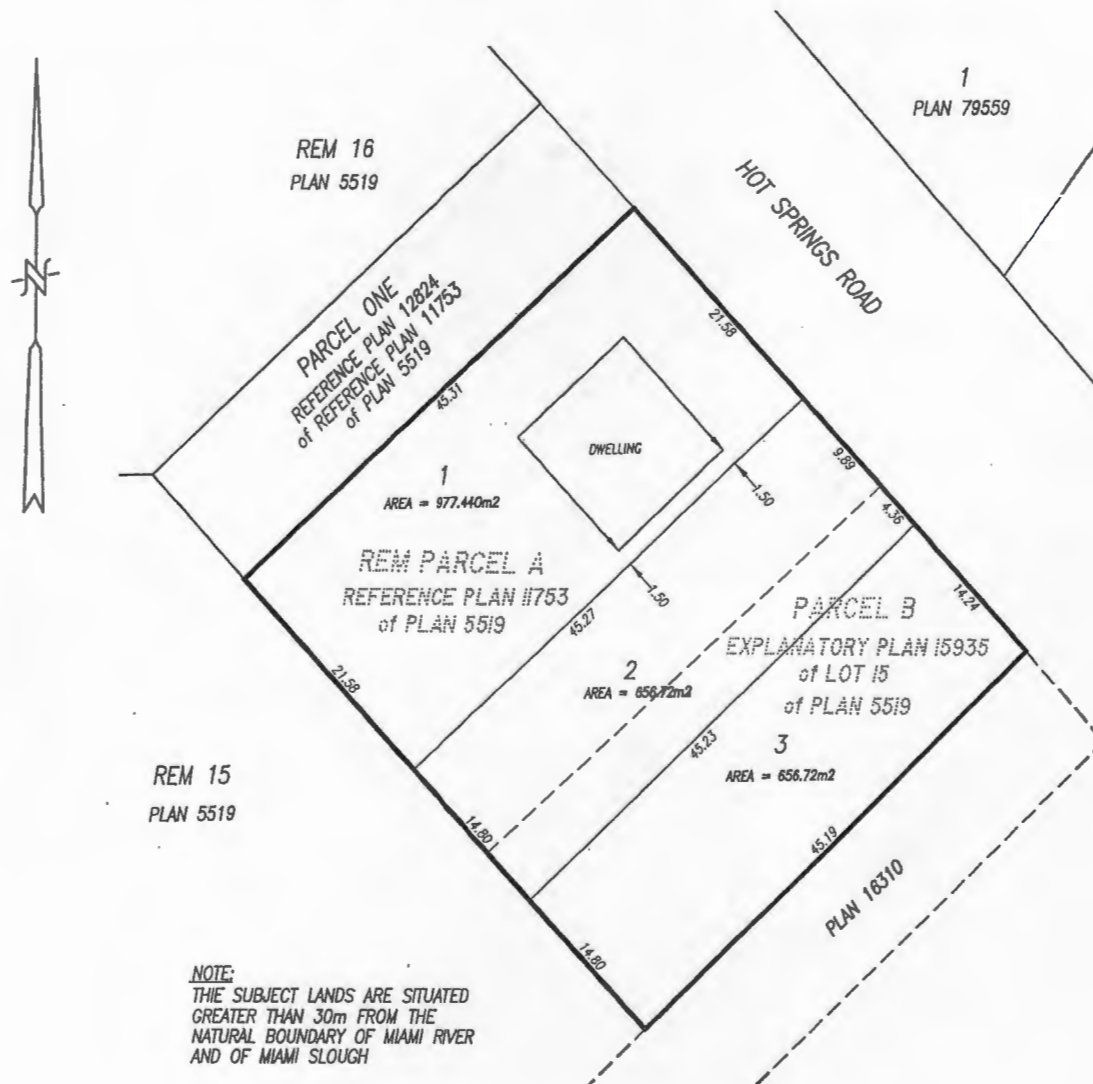 1
PLAN 79559
REM 16
PLAN 5519
HOT SPRINGS ROAD
PARCEL ONE
REFERENCE PLAN 12824
of REFERENCE PLAN 11753
of PLAN 5519
N
21.58
45.31
DWELLING
9.89
1
AREA = 977.440m2
1.50
4.36
REM PARCEL A
REFERENCE PLAN 11753
of PLAN 5519
1.50
14.24
PARCEL B
EXPLANATORY PLAN 15935
of LOT 15
of PLAN 5519
45.27
2
AREA = 656.72m2
21.58
45.23
3
AREA = 656.72m2
REM 15
PLAN 5519
14.80
45.19
PLAN 16310
14.80
NOTE:
THIE SUBJECT LANDS ARE SITUATED
GREATER THAN 30m FROM THE
NATURAL BOUNDARY OF MIAMI RIVER
AND OF MIAMI SLOUGH